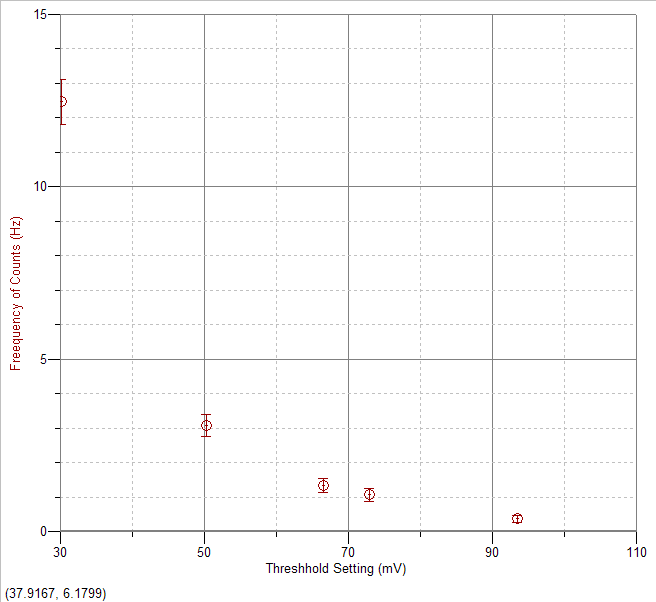 15
10
5
0
Freequency of Counts (Hz)
30 50 70 90 110
Threshhold Setting (mV)
(37.9167, 6.1799)